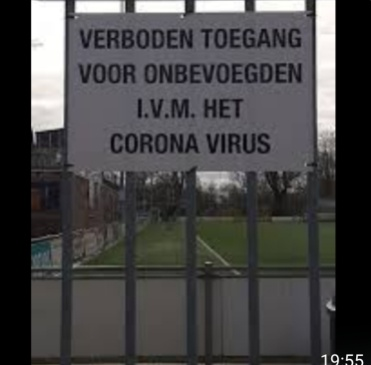 VERBODEN TOEGANG
VOOR ONBEVOEGDEN
I.V.M. HET
CORONA VIRUS
19:55